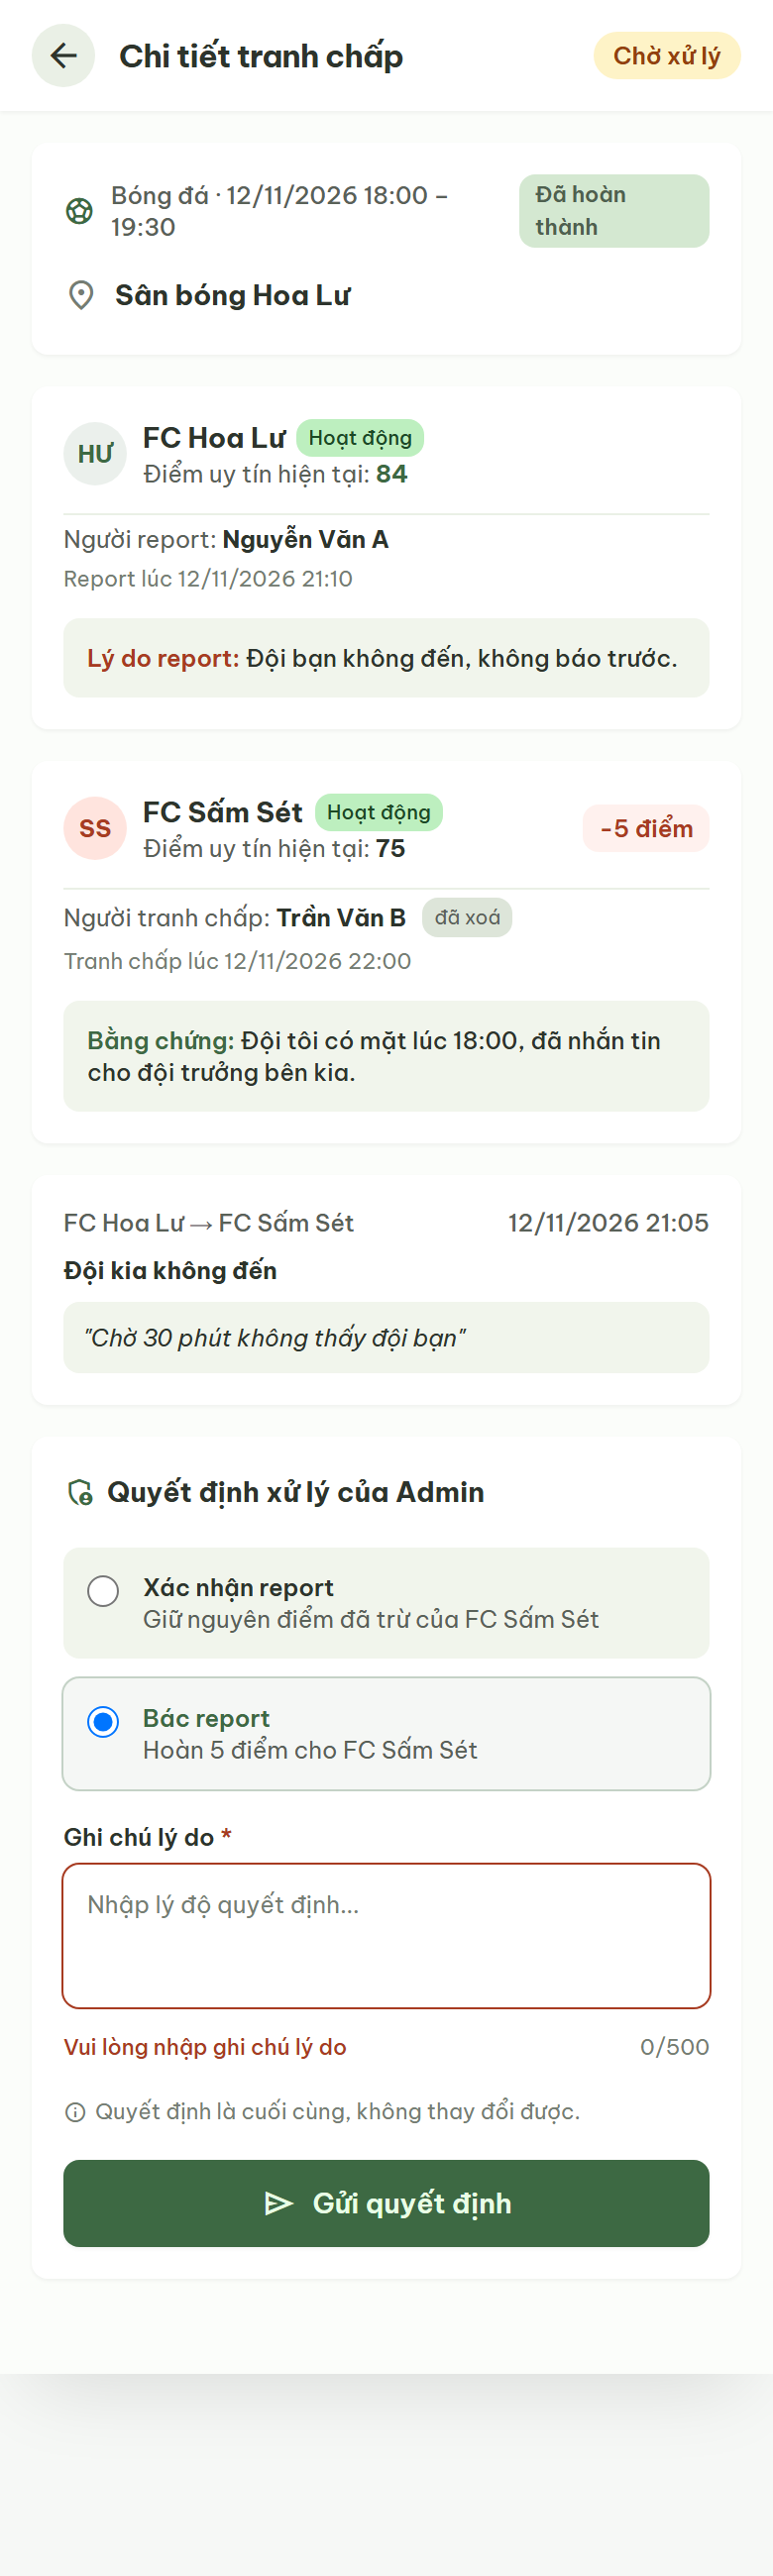 Chi tiết tranh chấp
Chờ xử lý
Bóng đá · 12/11/2026 18:00 –
19:30
Đã hoàn
thành
Sân bóng Hoa Lư
HƯ
FC Hoa Lư
Hoạt động
Điểm uy tín hiện tại: 84
Người report: Nguyễn Văn A
Report lúc 12/11/2026 21:10
Lý do report: Đội bạn không đến, không báo trước.
SS
FC Sấm Sét
Hoạt động
Điểm uy tín hiện tại: 75
-5 điểm
Người tranh chấp: Trần Văn B
đã xoá
Tranh chấp lúc 12/11/2026 22:00
Bằng chứng: Đội tôi có mặt lúc 18:00, đã nhắn tin
cho đội trưởng bên kia.
FC Hoa Lư → FC Sấm Sét
12/11/2026 21:05
Đội kia không đến
"Chờ 30 phút không thấy đội bạn"
Quyết định xử lý của Admin
Xác nhận report
Giữ nguyên điểm đã trừ của FC Sấm Sét
Bác report
Hoàn 5 điểm cho FC Sấm Sét
Ghi chú lý do *
Nhập lý độ quyết định...
Vui lòng nhập ghi chú lý do
0/500
Quyết định là cuối cùng, không thay đổi được.
Gửi quyết định